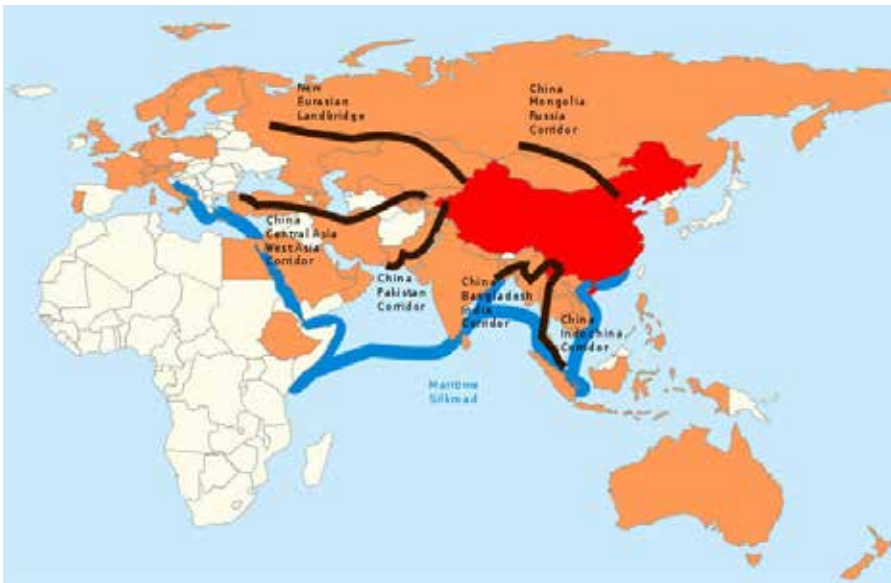 New
Eurasian
Landbridge
China
Mongolia
Russia
Corridor
China
Central Asia
West Asia
Corridor
China
Pakistan
Corridor
China
Bangladesh
India
Corridor
China
Indochina
Corridor
Maritime
Silkroad